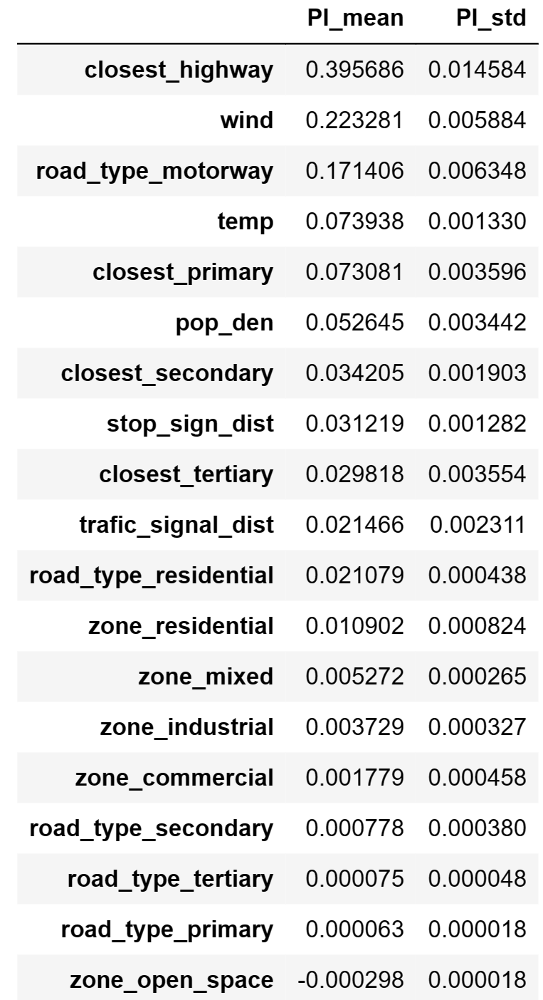 PI_mean PI_std
closest_highway 0.395686 0.014584
wind 0.223281 0.005884
road_type_motorway 0.171406 0.006348
temp 0.073938 0.001330
closest_primary 0.073081 0.003596
pop_den 0.052645 0.003442
closest_secondary 0.034205 0.001903
stop_sign_dist 0.031219 0.001282
closest_tertiary 0.029818 0.003554
trafic_signal_dist 0.021466 0.002311
road_type_residential 0.021079 0.000438
zone_residential 0.010902 0.000824
zone_mixed 0.005272 0.000265
zone_industrial 0.003729 0.000327
zone_commercial 0.001779 0.000458
road_type_secondary 0.000778 0.000380
road_type_tertiary 0.000075 0.000048
road_type_primary 0.000063 0.000018
zone_open_space -0.000298 0.000018